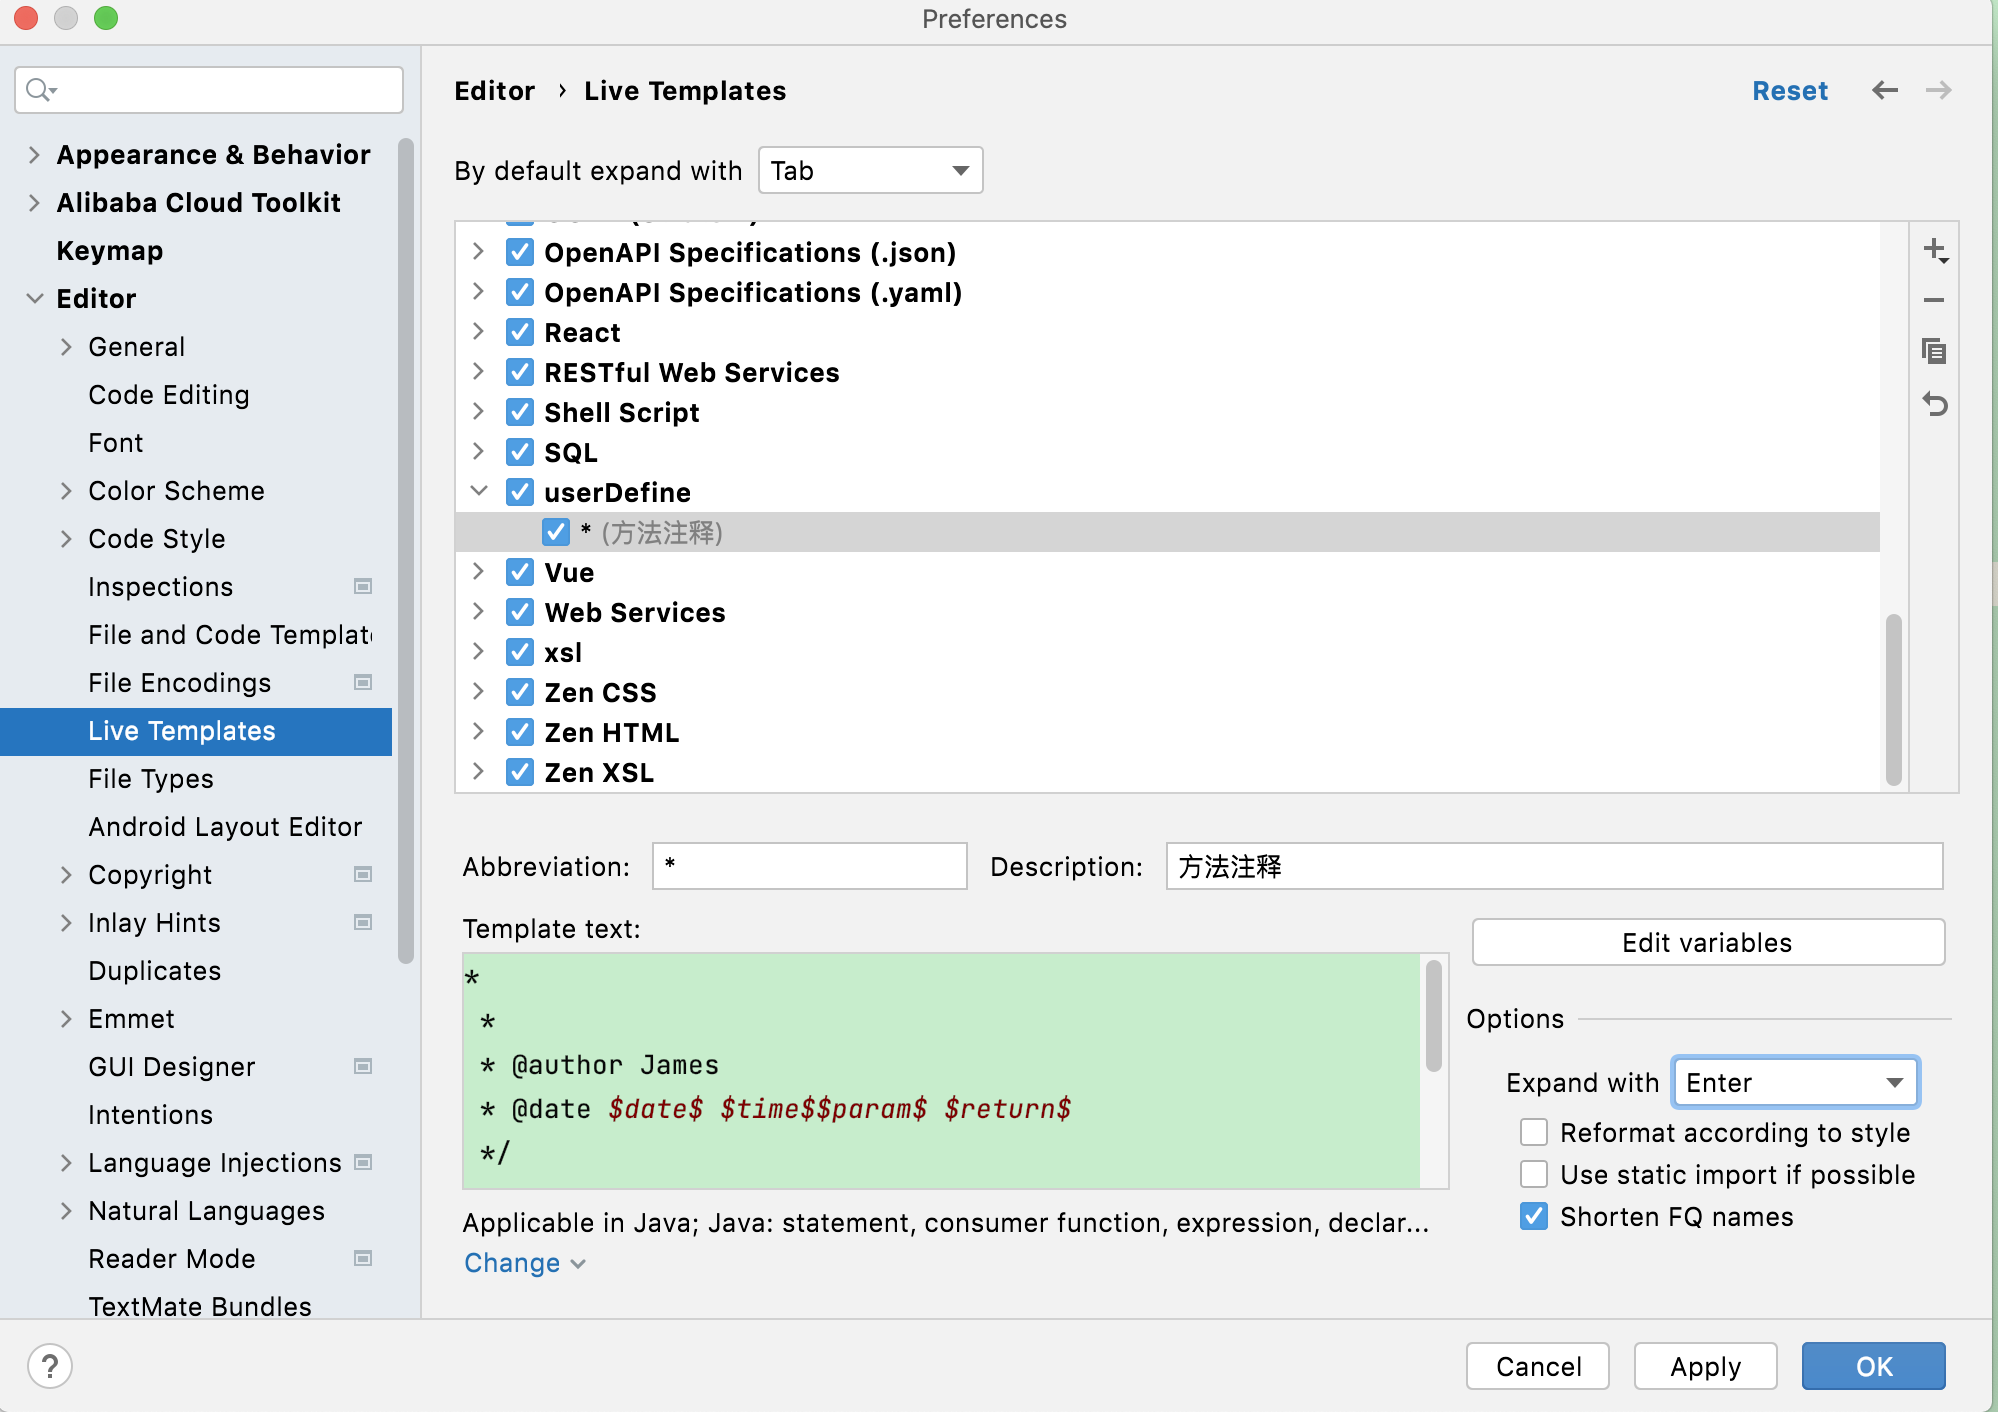 Preferences
Editor › Live Templates
Reset
By default expand with Tab
Appearance & Behavior
Alibaba Cloud Toolkit
Keymap
Editor
General
Code Editing
Font
Color Scheme
Code Style
Inspections
File and Code Templat
File Encodings
Live Templates
File Types
Android Layout Editor
Copyright
Inlay Hints
Duplicates
Emmet
GUI Designer
Intentions
Language Injections
Natural Languages
Reader Mode
TextMate Bundles
OpenAPI Specifications (.json)
OpenAPI Specifications (.yaml)
React
RESTful Web Services
Shell Script
SQL
userDefine
* (方法注释)
Vue
Web Services
xsl
Zen CSS
Zen HTML
Zen XSL
Abbreviation: * Description: 方法注释
Template text:
Edit variables
*
*
* @author James
* @date $date$ $time$$param$ $return$
*/
Options
Expand with Enter
Reformat according to style
Use static import if possible
Shorten FQ names
Applicable in Java; Java: statement, consumer function, expression, declar...
Change
?
Cancel
Apply
OK